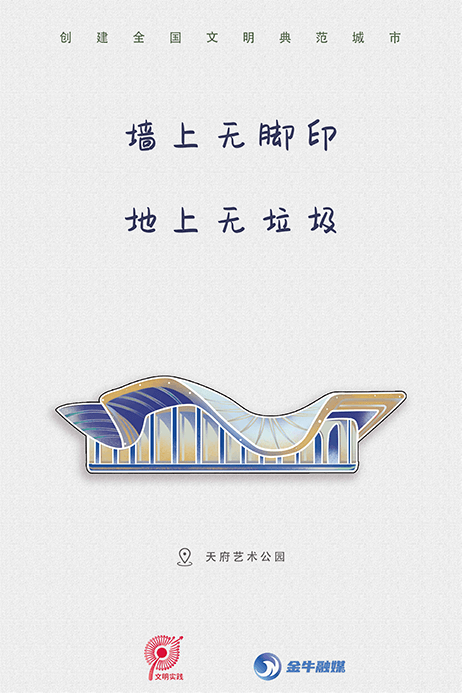 创建全国文明典范城市
墙上无脚印
地上无垃圾
天府艺术公园
文明实践
金牛融媒